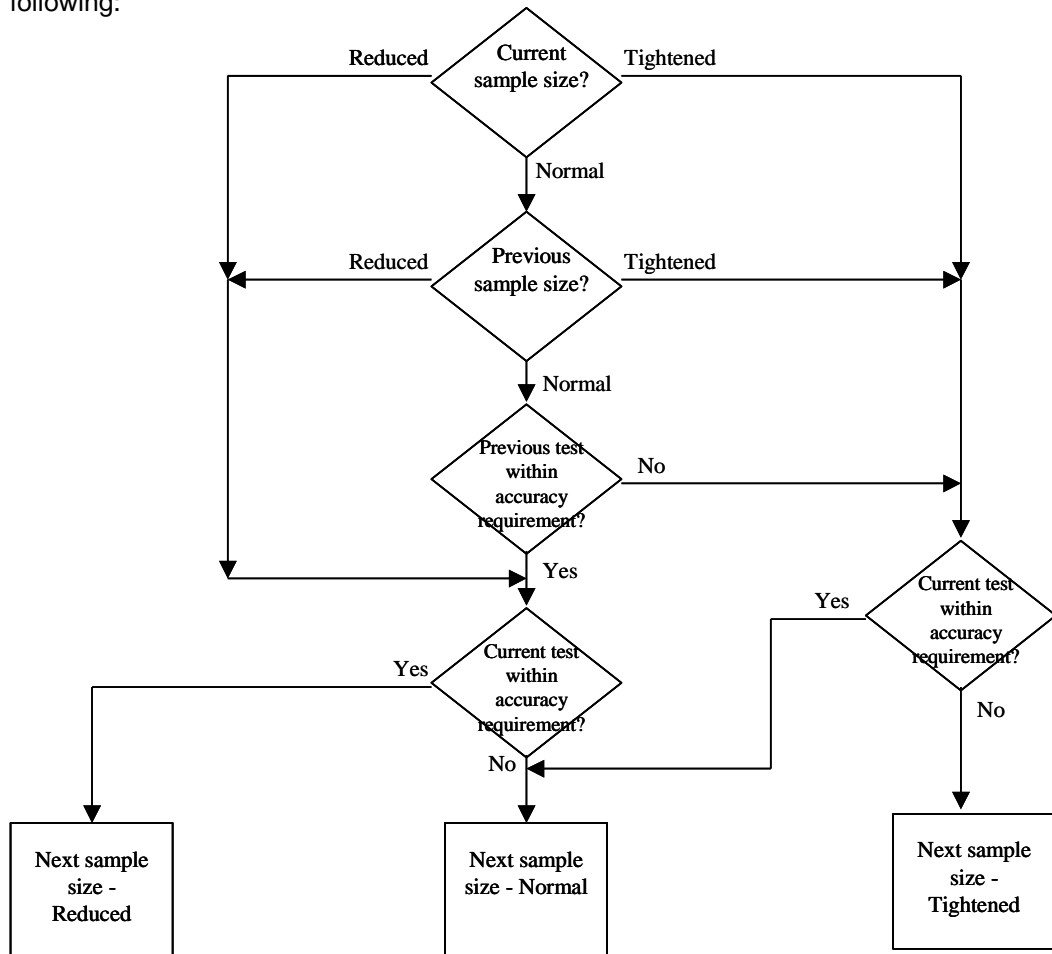 following:
Reduced
Current
sample size?
Tightened
Normal
Reduced
Previous
sample size?
Tightened
Normal
Previous test
within
accuracy
requirement?
No
Yes
Current test
within
accuracy
requirement?
Yes
Yes
Current test
within
accuracy
requirement?
No
No
Next sample
size -
Reduced
Next sample
size - Normal
Next sample
size -
Tightened